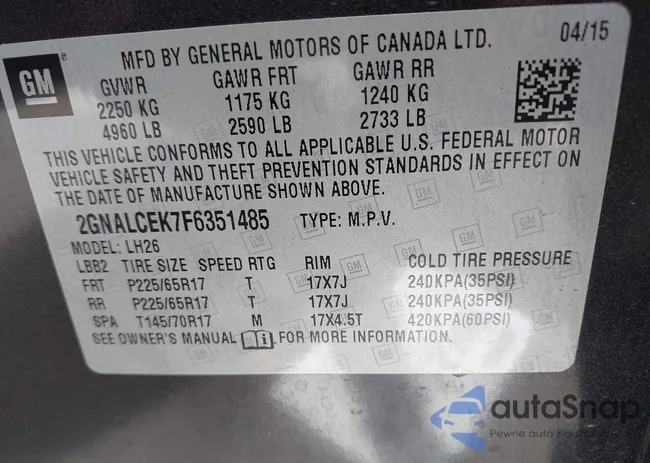 GM
MFD BY GENERAL MOTORS OF CANADA LTD. 04/15
GVWR GAWR FRT GAWR RR
2250 KG 1175 KG 1240 KG
4960 LB 2590 LB 2733 LB
THIS VEHICLE CONFORMS TO ALL APPLICABLE U.S. FEDERAL MOTOR
VEHICLE SAFETY AND THEFT PREVENTION STANDARDS IN EFFECT ON
THE DATE OF MANUFACTURE SHOWN ABOVE.
2GNALCEK7F6351485 TYPE: M.P.V.
MODEL: LH26
LBB2 TIRE SIZE SPEED RTG RIM COLD TIRE PRESSURE
FRT P225/65R17 T 17X7J 240KPA(35PSI)
RR P225/65R17 T 17X7J 240KPA(35PSI)
SPA T145/70R17 M 17X4.5T 420KPA(60PSI)
SEE OWNER'S MANUAL FOR MORE INFORMATION.
autoSnap
Pewne auto z aukcji